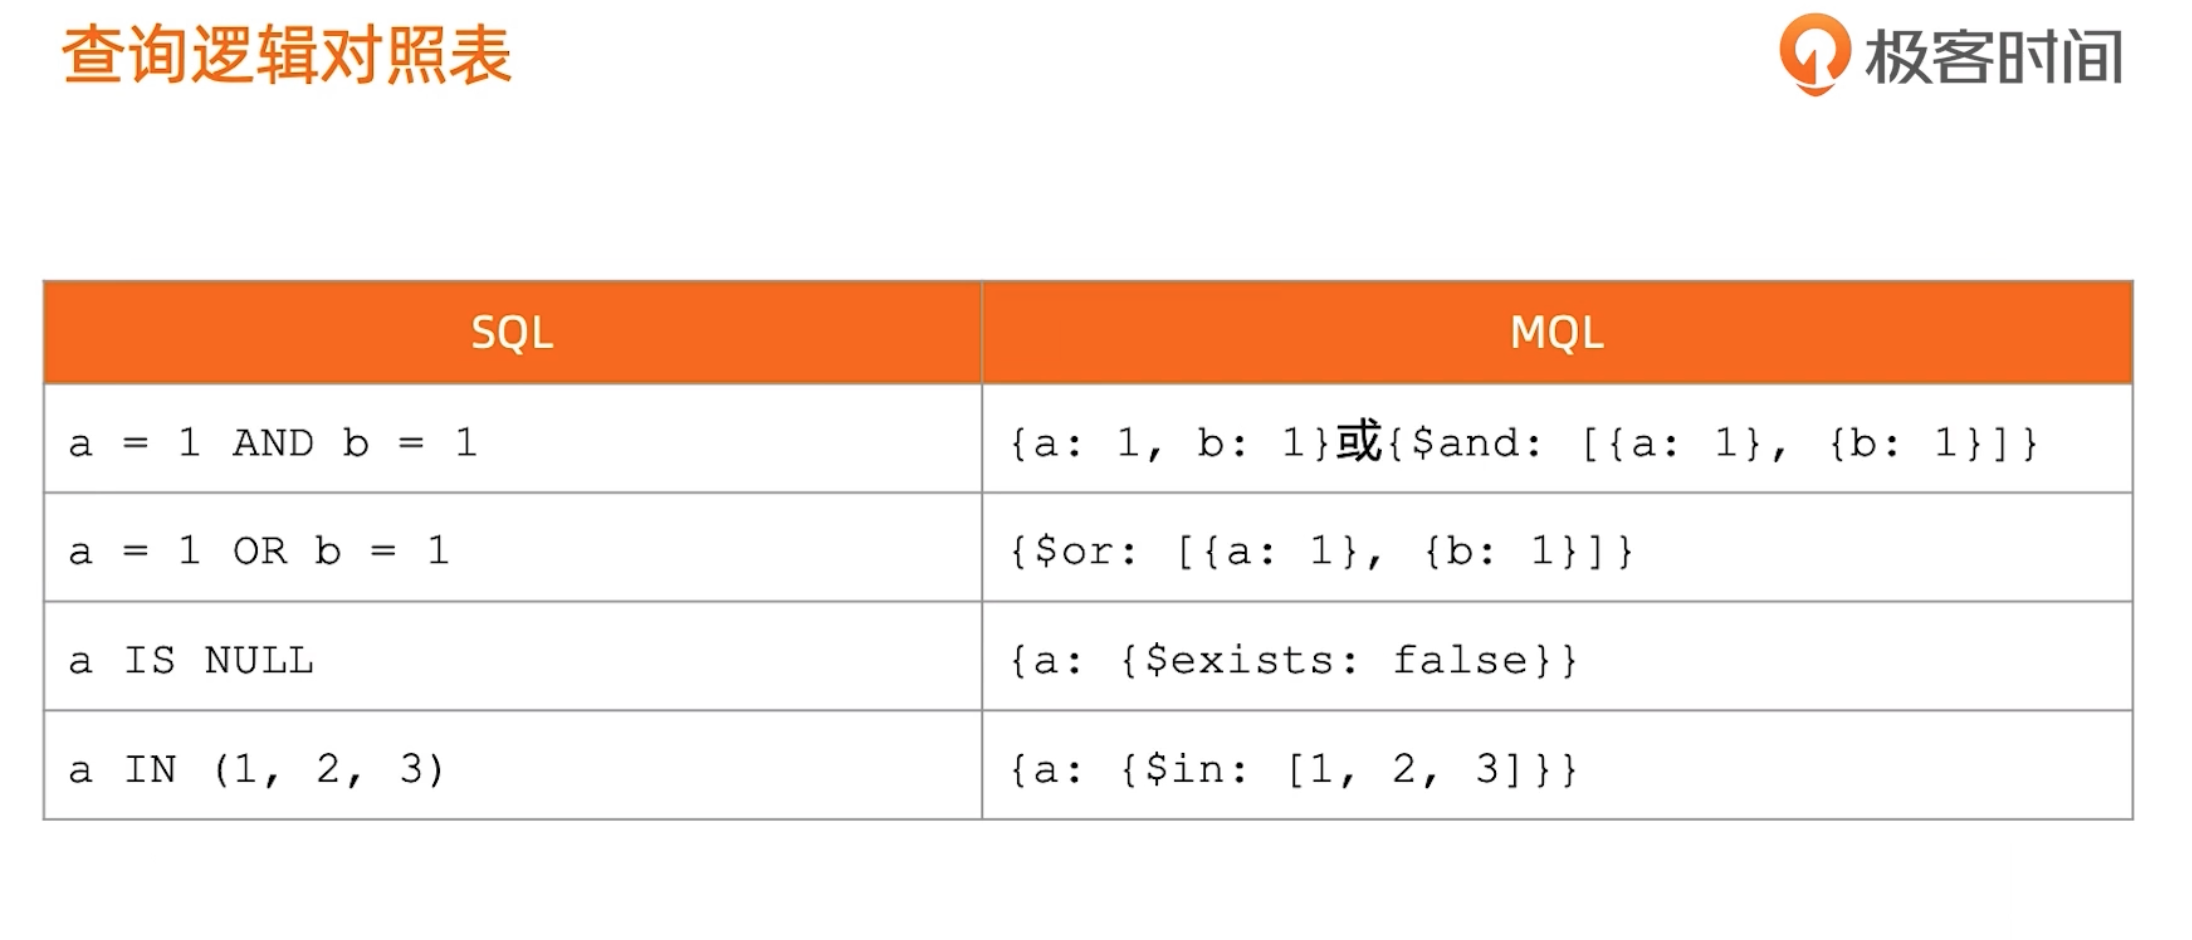 查询逻辑对照表
极客时间
SQL
MQL
a = 1 AND b = 1
{a: 1, b: 1}或{$and: [{a: 1}, {b: 1}]}
a = 1 OR b = 1
{$or: [{a: 1}, {b: 1}]}
a IS NULL
{a: {$exists: false}}
a IN (1, 2, 3)
{a: {$in: [1, 2, 3]}}